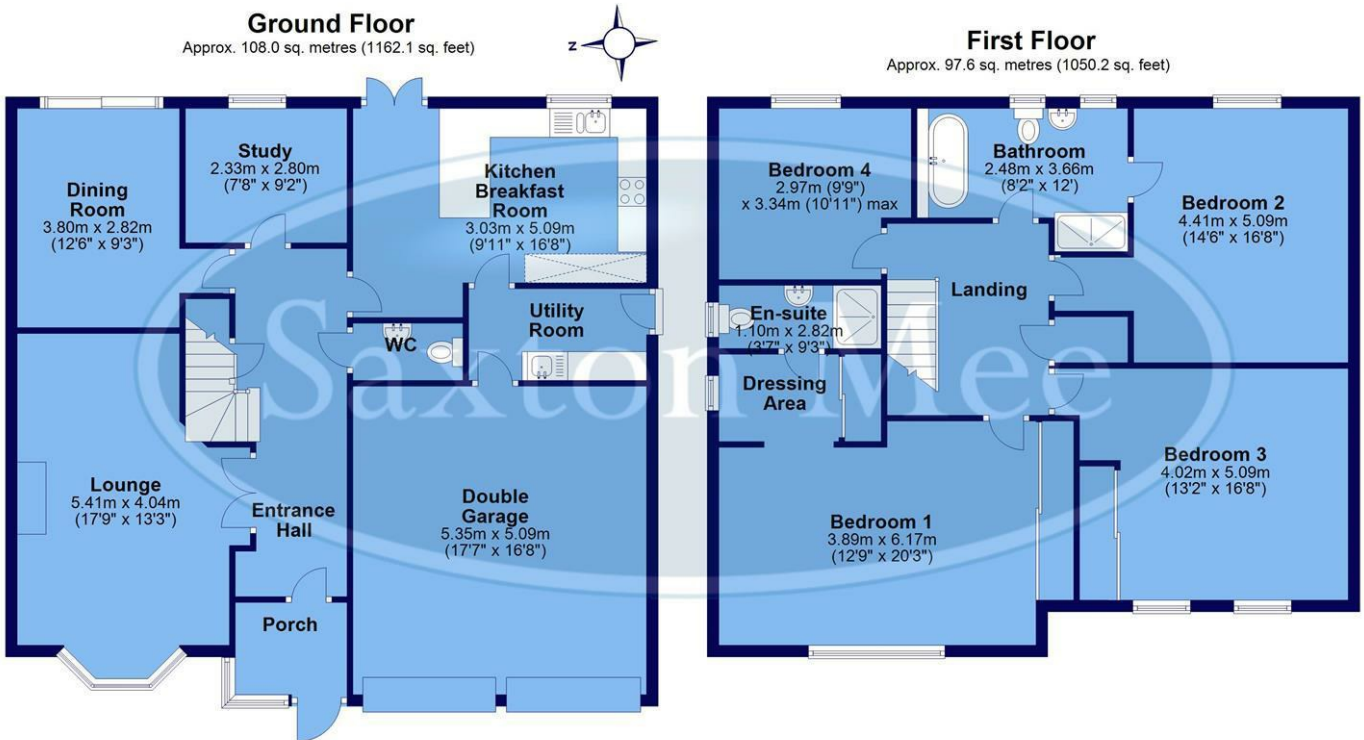 Ground Floor
Approx. 108.0 sq. metres (1162.1 sq. feet)
Z
First Floor
Approx. 97.6 sq. metres (1050.2 sq. feet)
Dining
Room
3.80m x 2.82m
(12'6" x 9'3")
Study
2.33m x 2.80m
(7'8" x 9'2")
Kitchen
Breakfast
Room
3.03m x 5.09m
(9'11" x 16'8")
Utility
Room
WC
Lounge
5.41m x 4.04m
(17'9" x 13'3")
Entrance
Hall
Double
Garage
5.35m x 5.09m
(17'7" x 16'8")
Porch
Bedroom 4
2.97m (9'9")
x 3.34m (10'11") max
Bathroom
2.48m x 3.66m
(8'2" x 12')
Bedroom 2
4.41m x 5.09m
(14'6" x 16'8")
Landing
En-suite
1.10m x 2.82m
(3'7" x 9'3")
Dressing
Area
Bedroom 1
3.89m x 6.17m
(12'9" x 20'3")
Bedroom 3
4.02m x 5.09m
(13'2" x 16'8")
Saxton Mee